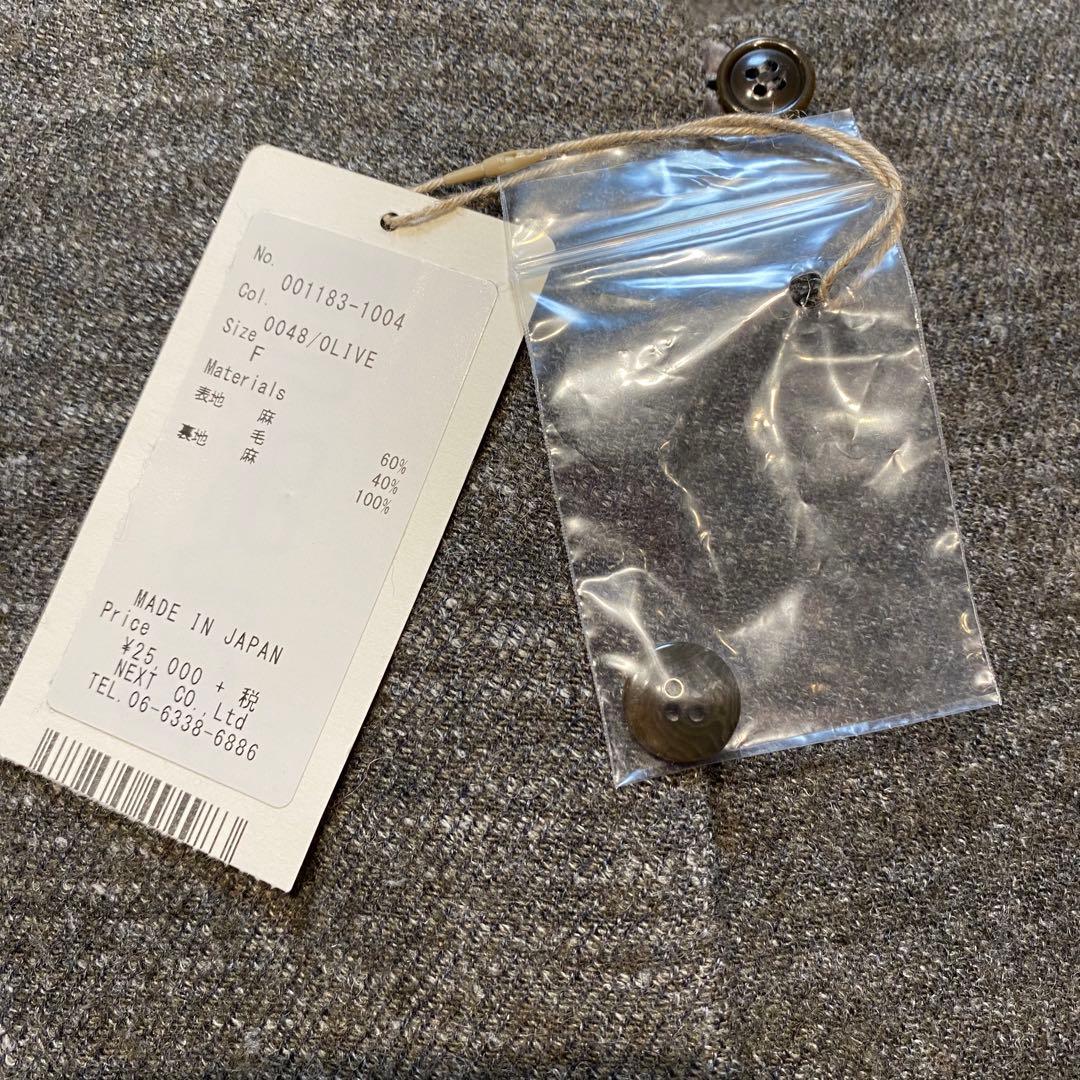 No. 001183-1004
Col. 0048/OLIVE
Size F
Materials
表地 麻 60%
毛 40%
裏地 麻 100%
MADE IN JAPAN
Price
¥25,000 + 税
NEXT CO.,Ltd
TEL.06-6338-6886